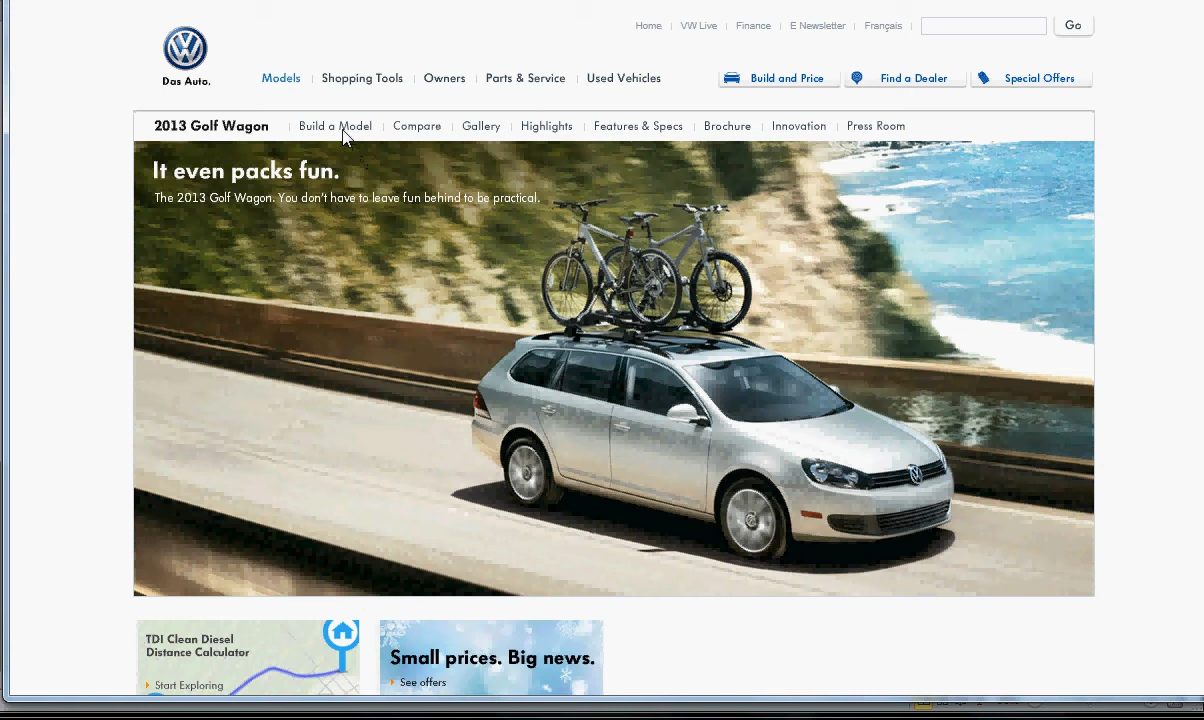 Home VW Live Finance E Newsletter Français Go
Das Auto.
Models Shopping Tools Owners Parts & Service Used Vehicles Build and Price Find a Dealer Special Offers
2013 Golf Wagon Build a Model Compare Gallery Highlights Features & Specs Brochure Innovation Press Room
It even packs fun.
The 2013 Golf Wagon. You don't have to leave fun behind to be practical.
TDI Clean Diesel
Distance Calculator
Start Exploring
Small prices. Big news.
See offers